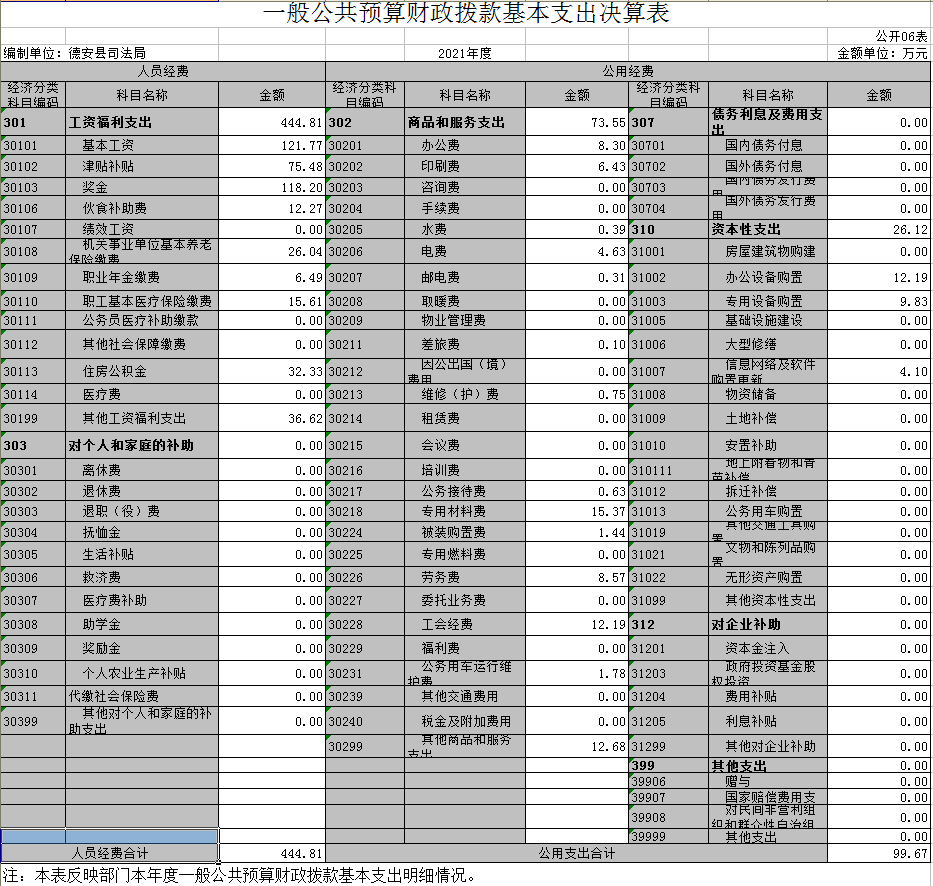 一般公共预算财政拨款基本支出决算表
公开06表
编制单位：德安县司法局 2021年度 金额单位：万元
人员经费 公用经费
经济分类科目编码 科目名称 金额 经济分类科目编码 科目名称 金额 经济分类科目编码 科目名称 金额
301 工资福利支出 444.81 302 商品和服务支出 73.55 307 债务利息及费用支出 0.00
30101 基本工资 121.77 30201 办公费 8.30 30701 国内债务付息 0.00
30102 津贴补贴 75.48 30202 印刷费 6.43 30702 国外债务付息 0.00
30103 奖金 118.20 30203 咨询费 0.00 30703 国内债务发行费用 0.00
30106 伙食补助费 12.27 30204 手续费 0.00 30704 国外债务发行费用 0.00
30107 绩效工资 0.00 30205 水费 0.39 310 资本性支出 26.12
30108 机关事业单位基本养老保险缴费 26.04 30206 电费 4.63 31001 房屋建筑物购建 0.00
30109 职业年金缴费 6.49 30207 邮电费 0.31 31002 办公设备购置 12.19
30110 职工基本医疗保险缴费 15.61 30208 取暖费 0.00 31003 专用设备购置 9.83
30111 公务员医疗补助缴款 0.00 30209 物业管理费 0.00 31005 基础设施建设 0.00
30112 其他社会保障缴费 0.00 30211 差旅费 0.10 31006 大型修缮 0.00
30113 住房公积金 32.33 30212 因公出国（境）费用 0.00 31007 信息网络及软件购置更新 4.10
30114 医疗费 0.00 30213 维修（护）费 0.75 31008 物资储备 0.00
30199 其他工资福利支出 36.62 30214 租赁费 0.00 31009 土地补偿 0.00
303 对个人和家庭的补助 0.00 30215 会议费 0.00 31010 安置补助 0.00
30301 离休费 0.00 30216 培训费 0.00 310111 地上附着物和青苗补偿 0.00
30302 退休费 0.00 30217 公务接待费 0.63 31012 拆迁补偿 0.00
30303 退职（役）费 0.00 30218 专用材料费 15.37 31013 公务用车购置 0.00
30304 抚恤金 0.00 30224 被装购置费 1.44 31019 其他交通工具购置 0.00
30305 生活补贴 0.00 30225 专用燃料费 0.00 31021 文物和陈列品购置 0.00
30306 救济费 0.00 30226 劳务费 8.57 31022 无形资产购置 0.00
30307 医疗费补助 0.00 30227 委托业务费 0.00 31099 其他资本性支出 0.00
30308 助学金 0.00 30228 工会经费 12.19 312 对企业补助 0.00
30309 奖励金 0.00 30229 福利费 0.00 31201 资本金注入 0.00
30310 个人农业生产补贴 0.00 30231 公务用车运行维护费 1.78 31203 政府投资基金股权投资 0.00
30311 代缴社会保险费 0.00 30239 其他交通费用 0.00 31204 费用补贴 0.00
30399 其他对个人和家庭的补助支出 0.00 30240 税金及附加费用 0.00 31205 利息补贴 0.00
30299 其他商品和服务支出 12.68 31299 其他对企业补助 0.00
399 其他支出 0.00
39906 赠与 0.00
39907 国家赔偿费用支 0.00
39908 对民间非营利组织和群众性自治组 0.00
39999 其他支出 0.00
人员经费合计 444.81 公用支出合计 99.67
注：本表反映部门本年度一般公共预算财政拨款基本支出明细情况。